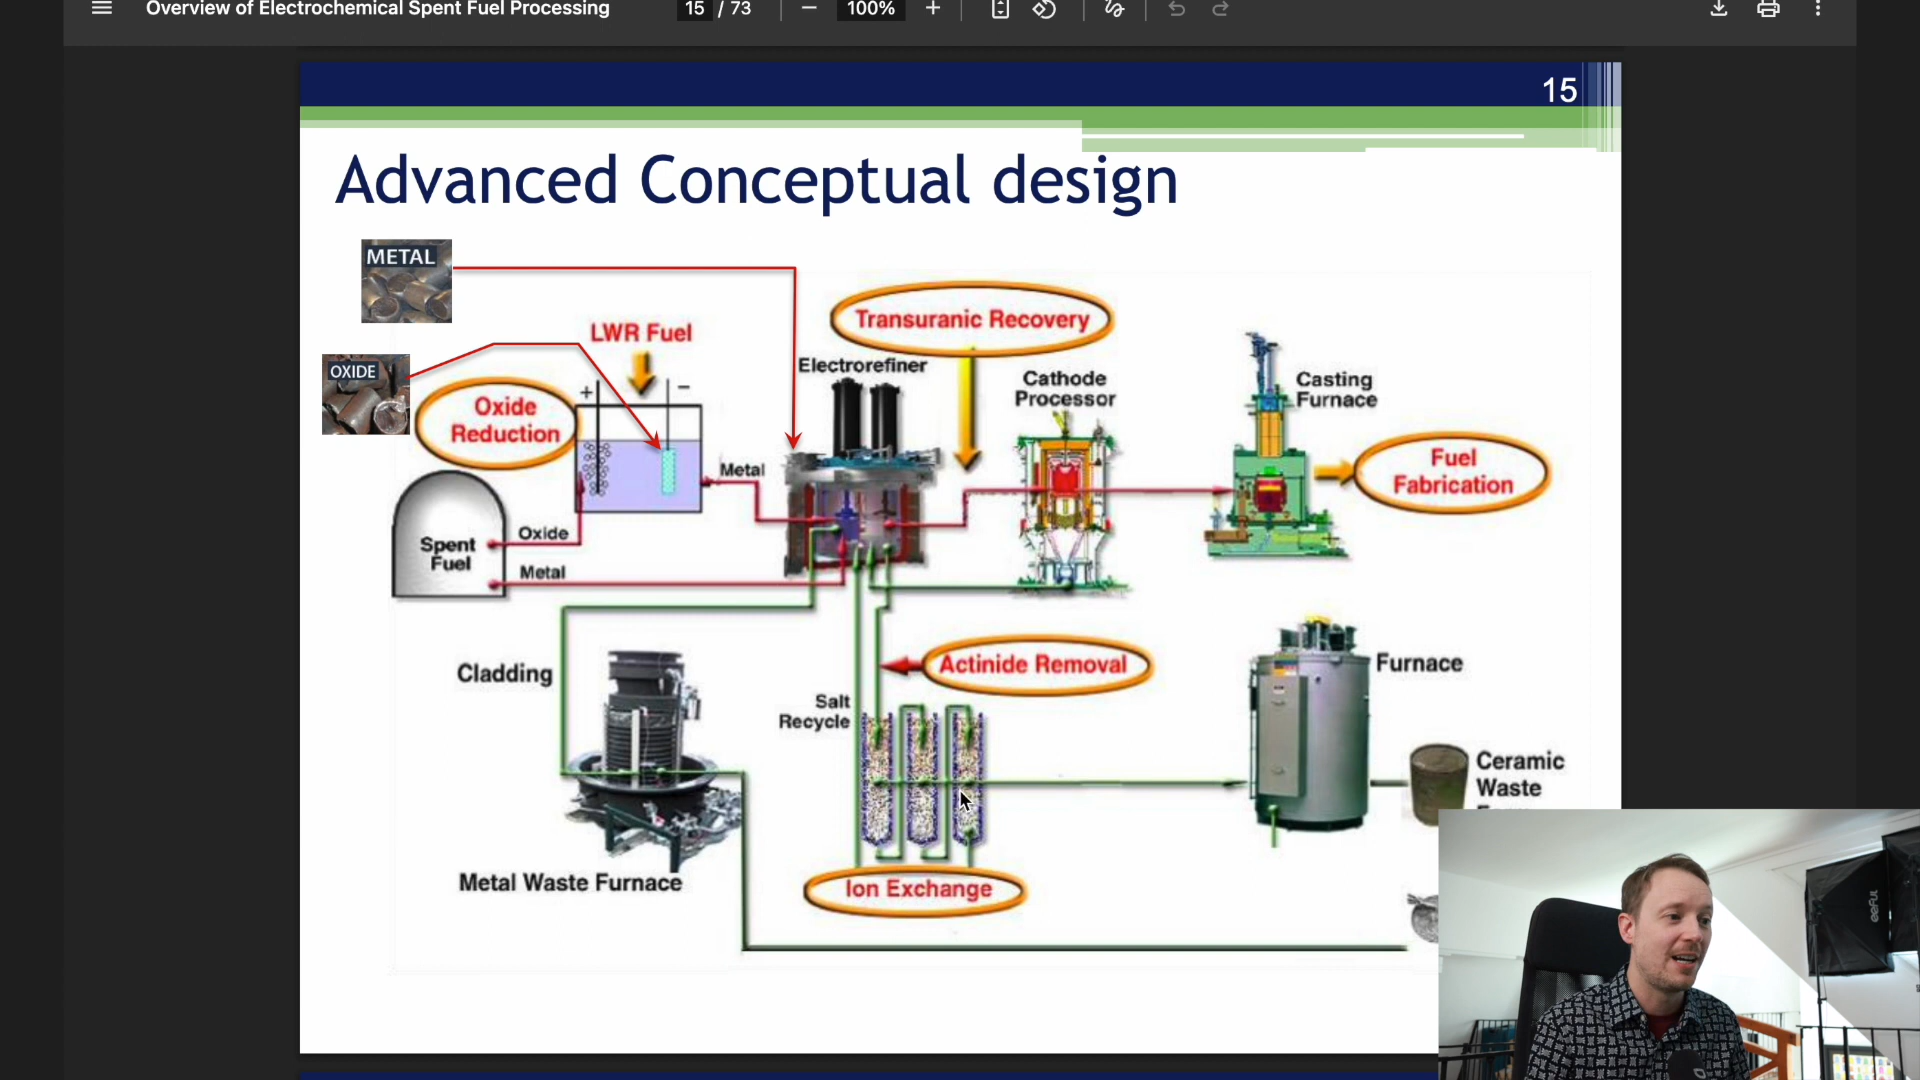 Overview of Electrochemical Spent Fuel Processing
15 / 73
100%
15
Advanced Conceptual design
METAL
OXIDE
LWR Fuel
Transuranic Recovery
Electrorefiner
Cathode
Processor
Casting
Furnace
Oxide
Reduction
+
−
Metal
Fuel
Fabrication
Spent
Fuel
Oxide
Metal
Cladding
Actinide Removal
Salt
Recycle
Furnace
Ceramic
Waste
Metal Waste Furnace
Ion Exchange